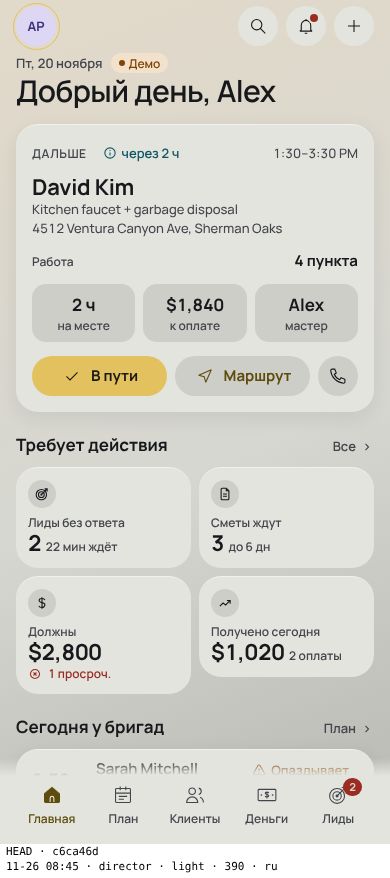 AP
Пт, 20 ноября Демо
Добрый день, Alex
ДАЛЬШЕ через 2 ч 1:30–3:30 PM
David Kim
Kitchen faucet + garbage disposal
4512 Ventura Canyon Ave, Sherman Oaks
Работа 4 пункта
2 ч $1,840 Alex
на месте к оплате мастер
В пути Маршрут
Требует действия Все
Лиды без ответа Сметы ждут
2 22 мин ждёт 3 до 6 дн
Должны Получено сегодня
$2,800 $1,020 2 оплаты
1 просроч.
Сегодня у бригад План
Sarah Mitchell Опаздывает
2
Главная План Клиенты Деньги Лиды
HEAD · c6ca46d
11-26 08:45 · director · light · 390 · ru